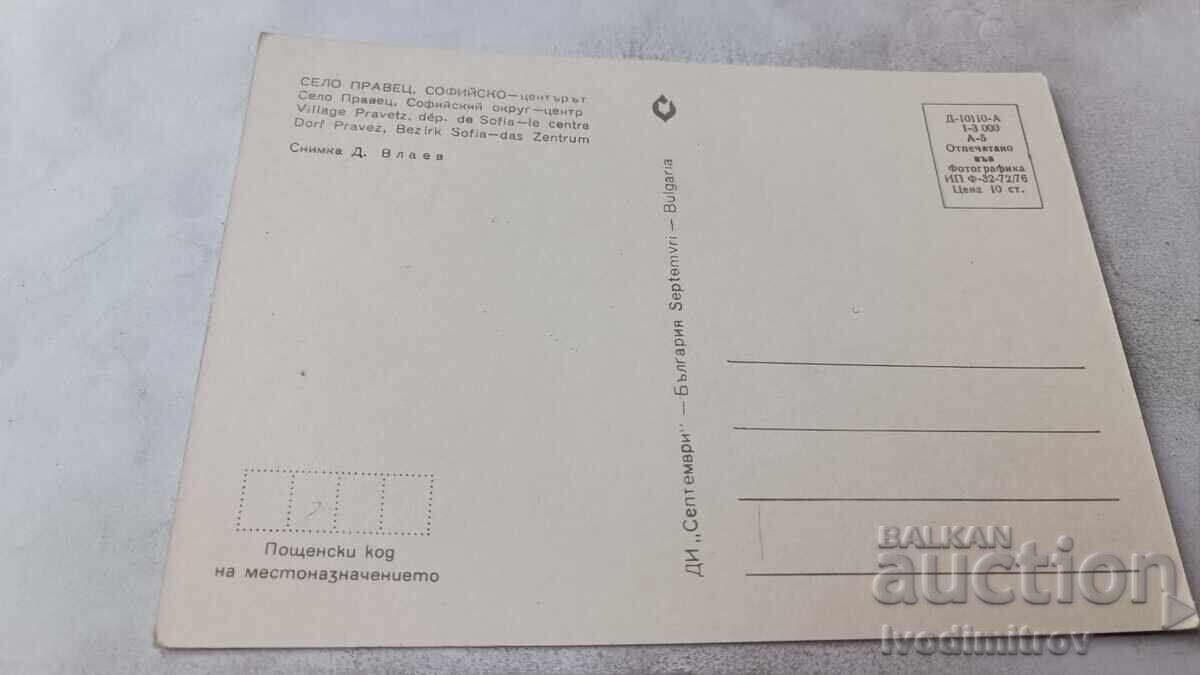 СЕЛО ПРАВЕЦ, СОФИЙСКО—центърът
Село Правец, Софийский округ—центр
Village Pravetz, dép. de Sofia—le centre
Dorf Pravez, Bezirk Sofia—das Zentrum
Снимка Д. Влаев
Д-10110-А
1-3 000
А-5
Отпечатано
във
Фотографика
ИП Ф-32-72/76
Цена 10 ст.
ДИ „Септември" — България Septemvri — Bulgaria
Пощенски код
на местоназначението
BALKAN
auction
Ivodimitrov